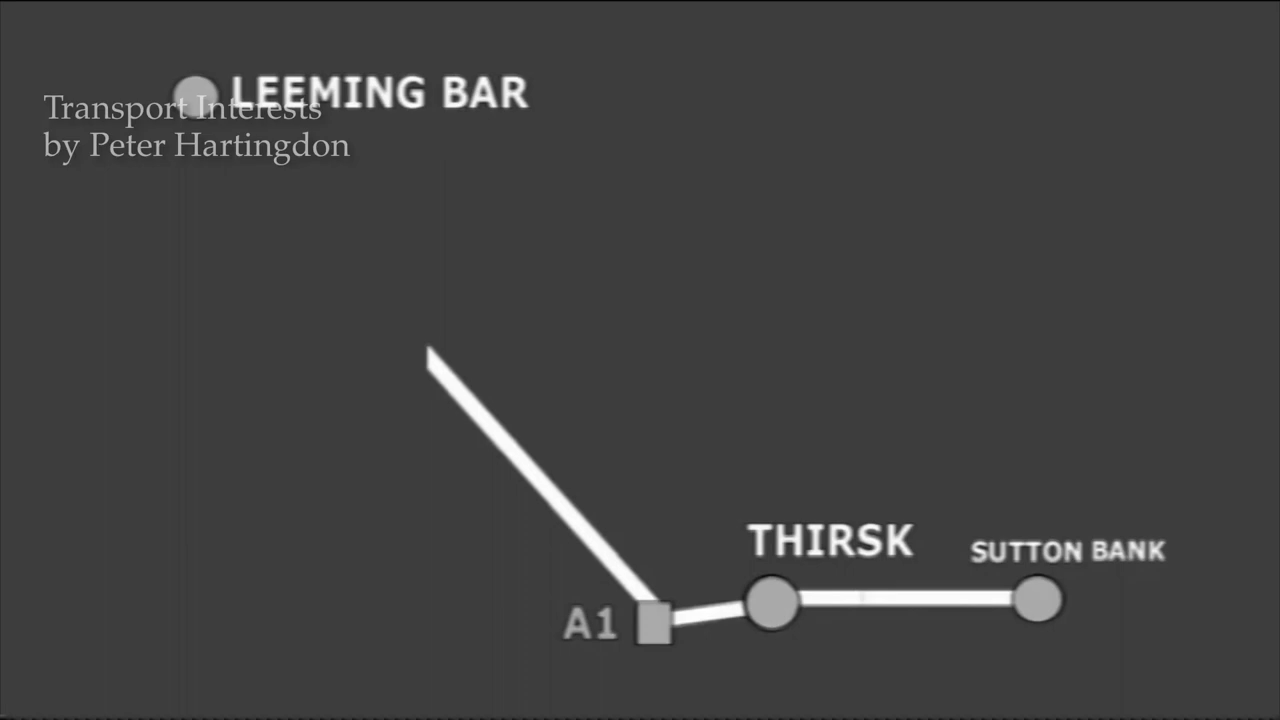 LEEMING BAR
Transport Interests
by Peter Hartingdon
THIRSK
SUTTON BANK
A1